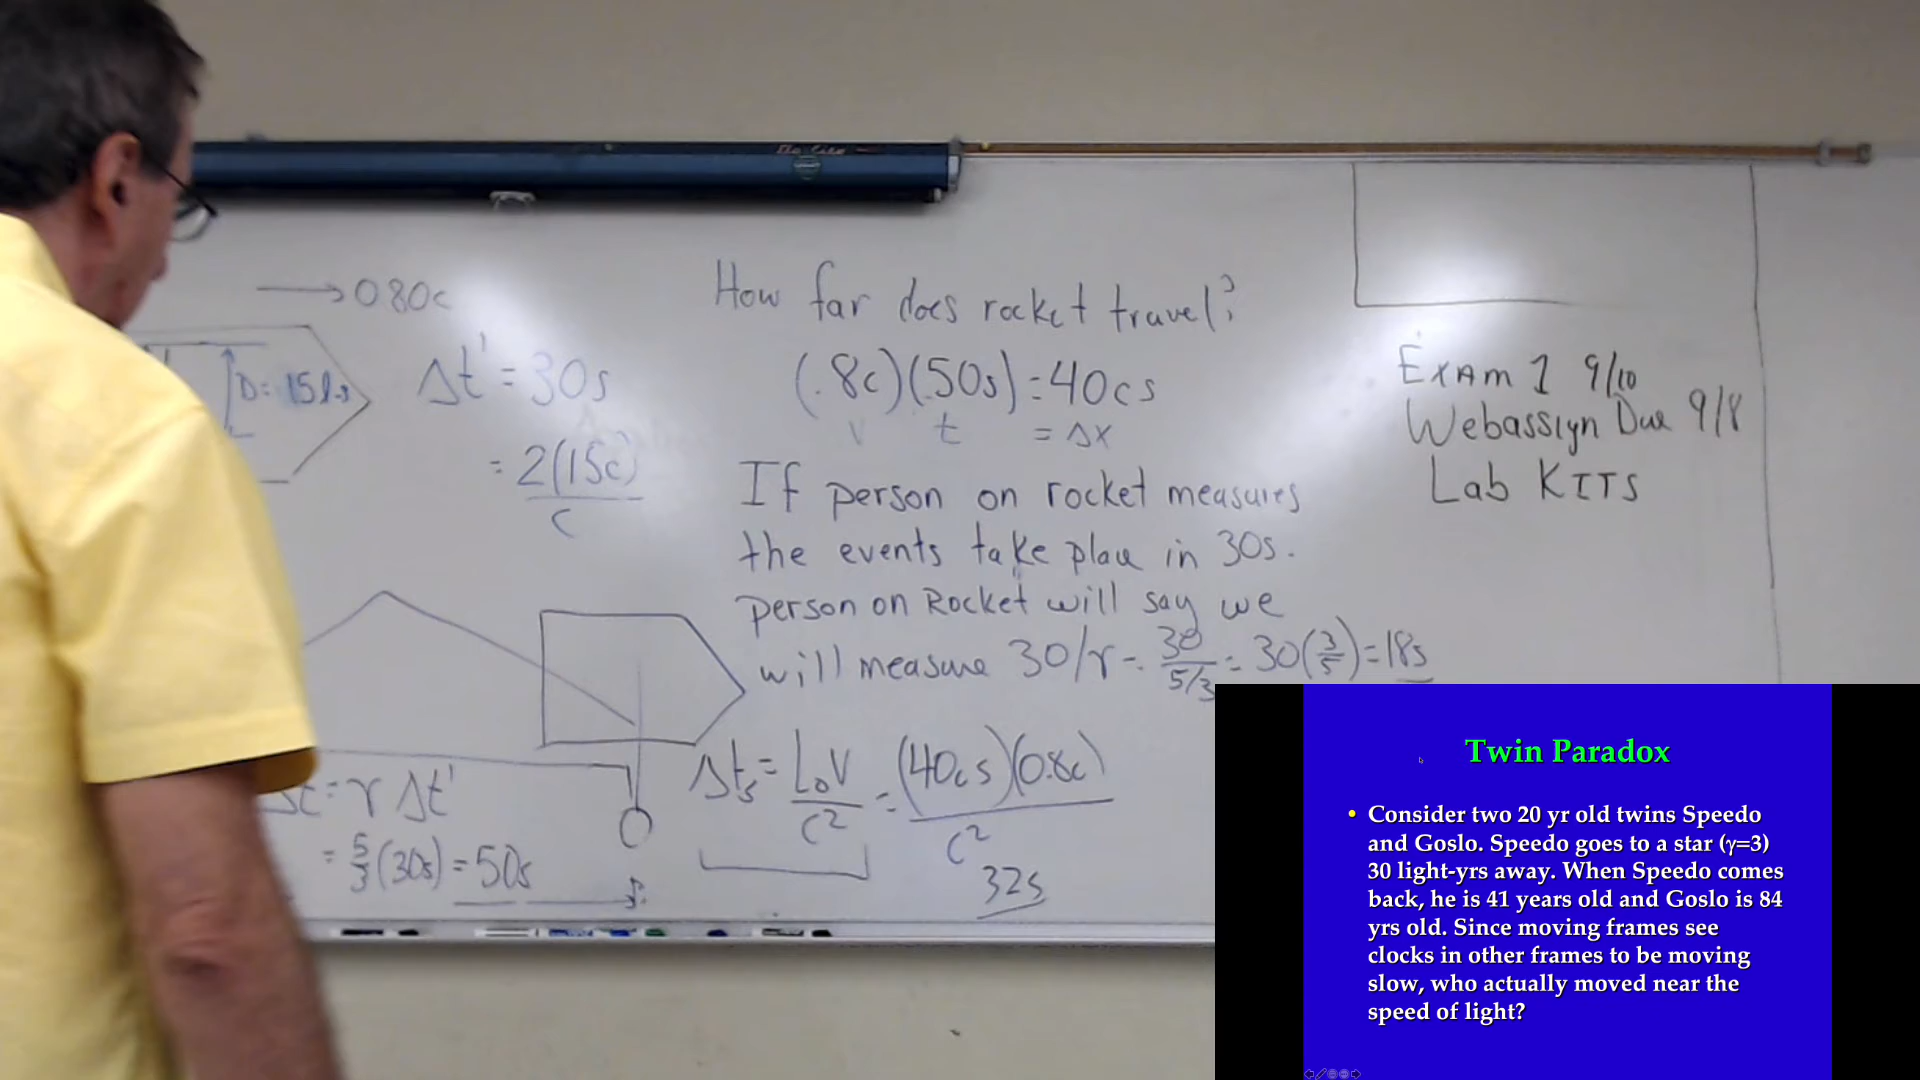 → 0.80c
D = 15 l·s
Δt' = 30s
= 2(15c)
c
Δt = γ Δt'
= 5/3 (30s) = 50s
How far does rocket travel?
(.8c)(50s) = 40cs
v t = Δx
If person on rocket measures
the events take place in 30s.
person on Rocket will say we
will measure 30/γ = 30/(5/3) = 30(3/5) = 18s
Δts = L₀V/c² = (40cs)(0.8c)/c²
32s
Exam 1 9/10
Webassign Due 9/8
Lab KITS
Twin Paradox
• Consider two 20 yr old twins Speedo
and Goslo. Speedo goes to a star (γ=3)
30 light-yrs away. When Speedo comes
back, he is 41 years old and Goslo is 84
yrs old. Since moving frames see
clocks in other frames to be moving
slow, who actually moved near the
speed of light?